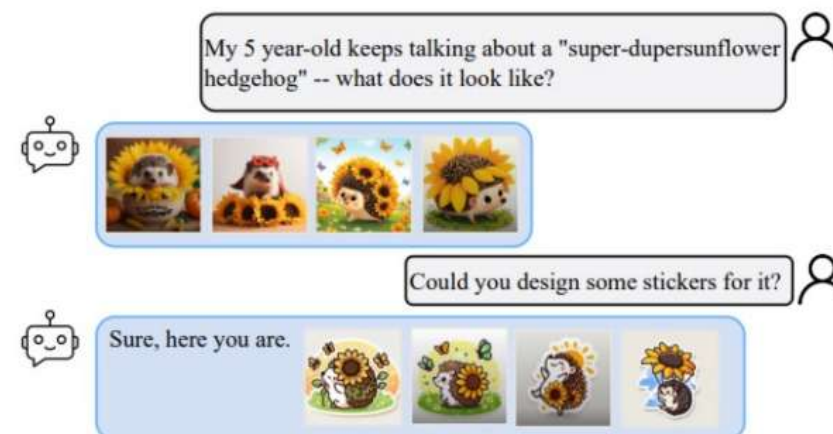 My 5 year-old keeps talking about a "super-dupersunflower
hedgehog" -- what does it look like?
Could you design some stickers for it?
Sure, here you are.